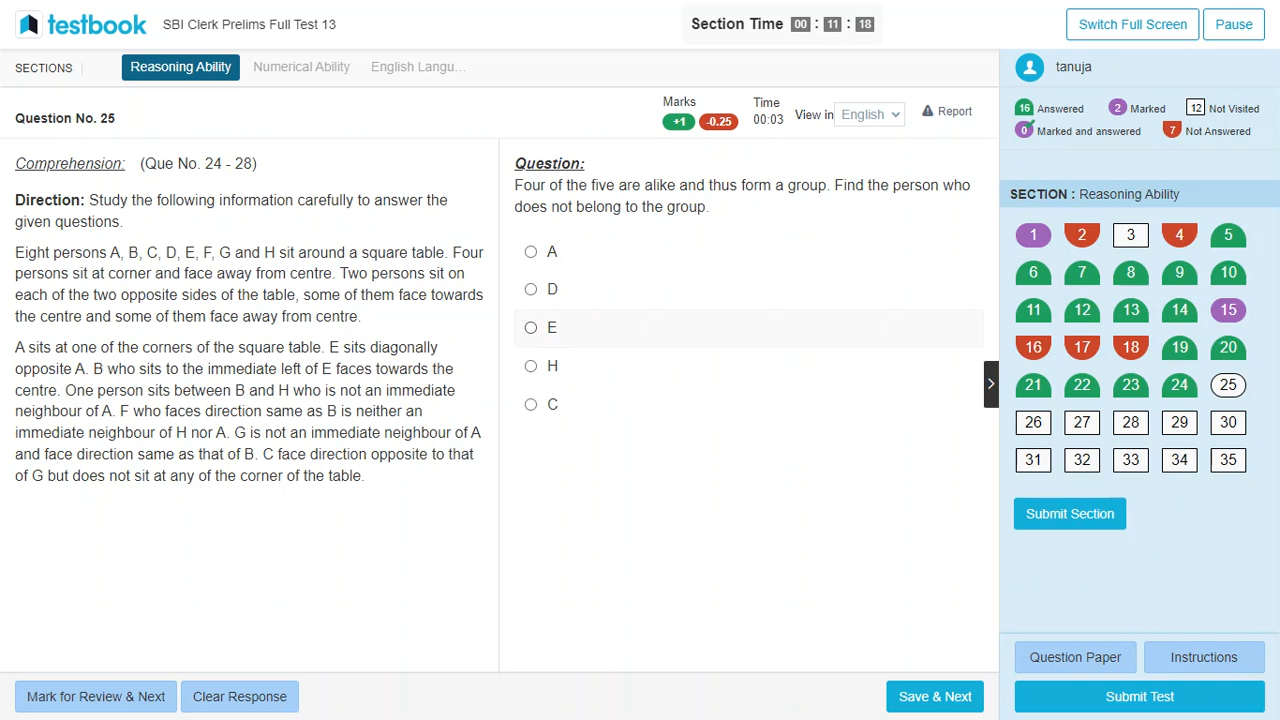 testbook
SBI Clerk Prelims Full Test 13
Section Time 00 : 11 : 18
Switch Full Screen
Pause
SECTIONS
Reasoning Ability
Numerical Ability
English Langu...
tanuja
Question No. 25
Marks
+1
-0.25
Time
00:03
View in
English
Report
16 Answered
2 Marked
12 Not Visited
0 Marked and answered
7 Not Answered
Comprehension: (Que No. 24 - 28)
Direction: Study the following information carefully to answer the
given questions.
Eight persons A, B, C, D, E, F, G and H sit around a square table. Four
persons sit at corner and face away from centre. Two persons sit on
each of the two opposite sides of the table, some of them face towards
the centre and some of them face away from centre.
A sits at one of the corners of the square table. E sits diagonally
opposite A. B who sits to the immediate left of E faces towards the
centre. One person sits between B and H who is not an immediate
neighbour of A. F who faces direction same as B is neither an
immediate neighbour of H nor A. G is not an immediate neighbour of A
and face direction same as that of B. C face direction opposite to that
of G but does not sit at any of the corner of the table.
Question:
Four of the five are alike and thus form a group. Find the person who
does not belong to the group.
A
D
E
H
C
SECTION : Reasoning Ability
1 2 3 4 5
6 7 8 9 10
11 12 13 14 15
16 17 18 19 20
21 22 23 24 25
26 27 28 29 30
31 32 33 34 35
Submit Section
Question Paper
Instructions
Mark for Review & Next
Clear Response
Save & Next
Submit Test